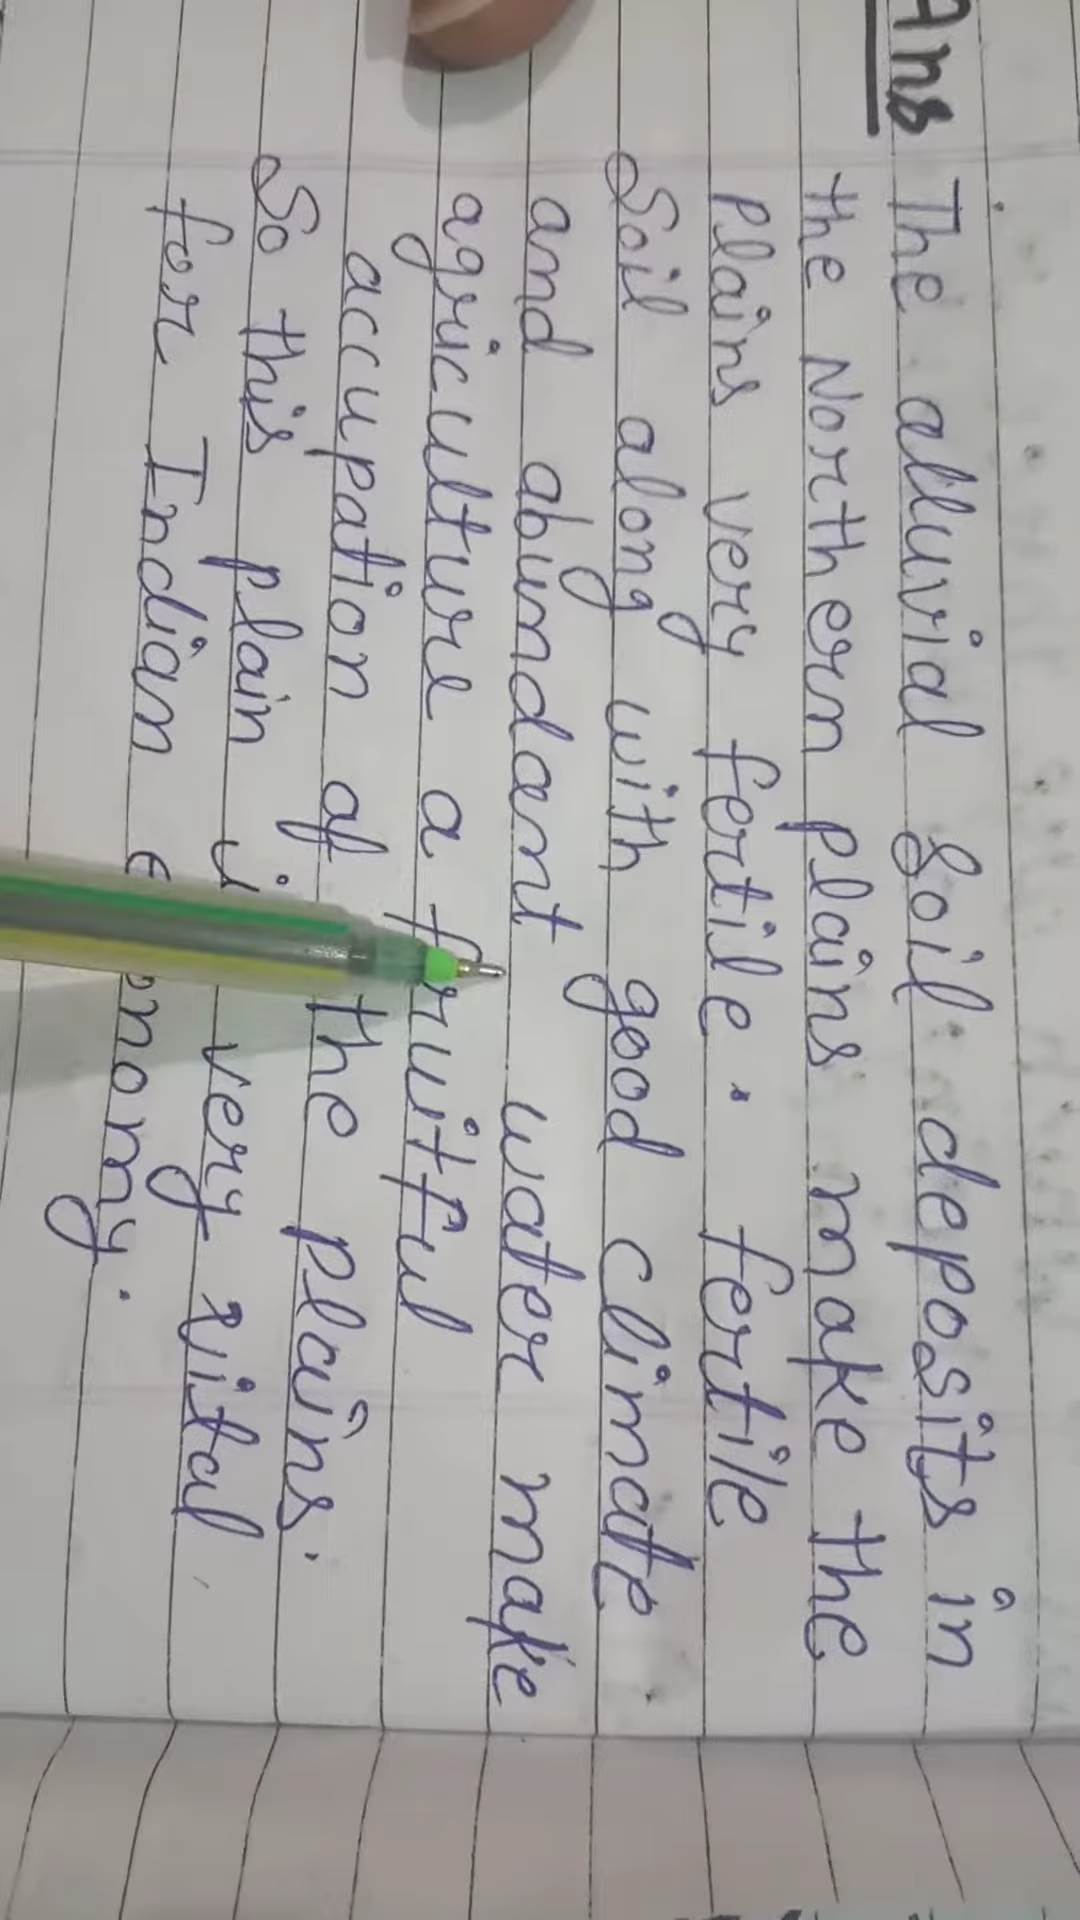 Ans The alluvial Soil deposits in
the Northern plains make the
plains very fertile. fertile
Soil along with good climate
and abundant water make
agriculture a fruitful
accupation of the plains.
So this plain very vital
for Indian